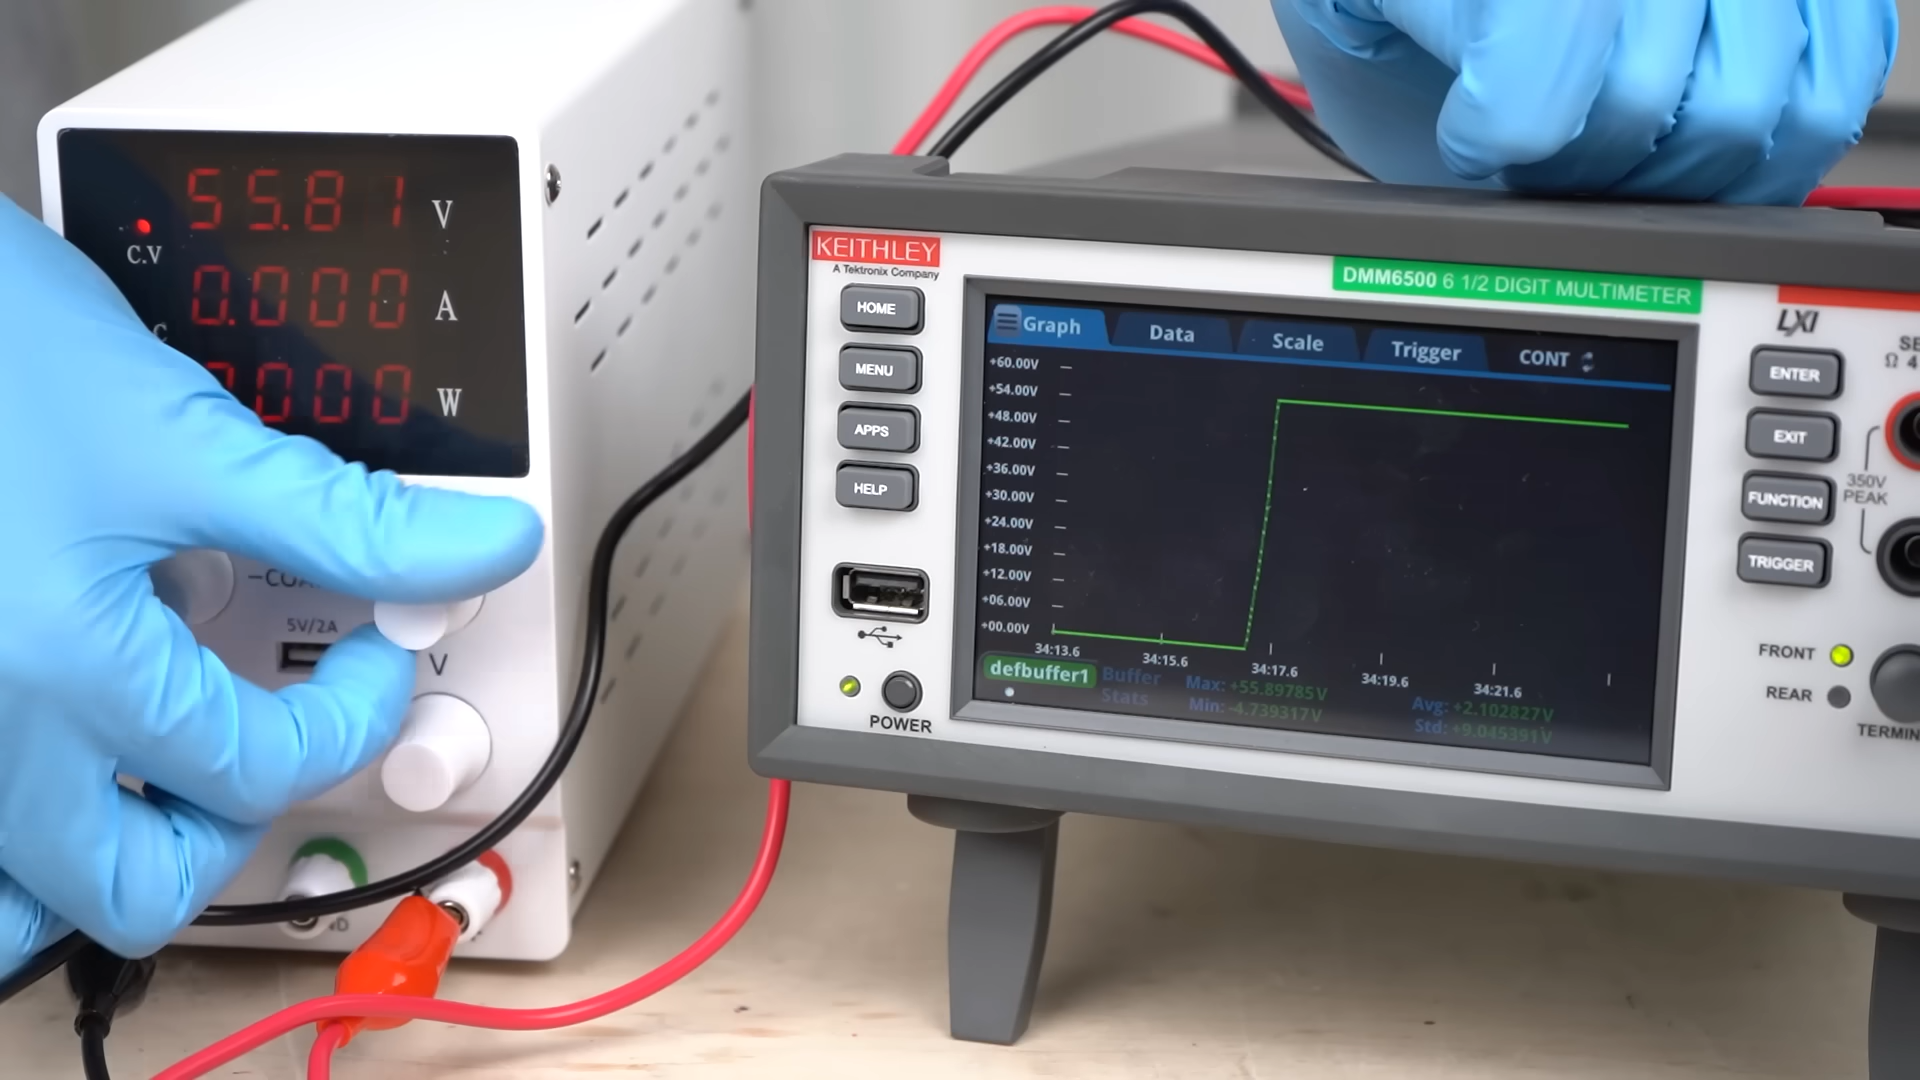 55.81 V
C.V
0.000 A
C
000 W
5V/2A
V
KEITHLEY
A Tektronix Company
DMM6500 6 1/2 DIGIT MULTIMETER
LXI
HOME
MENU
APPS
HELP
POWER
Graph Data Scale Trigger CONT
+60.00V
+54.00V
+48.00V
+42.00V
+36.00V
+30.00V
+24.00V
+18.00V
+12.00V
+06.00V
+00.00V
34:13.6 34:15.6 34:17.6 34:19.6 34:21.6
defbuffer1 Buffer Stats
Max: +55.89785V Avg: +2.102827V
Min: -4.739317V Std: +9.045391V
ENTER
EXIT
FUNCTION
TRIGGER
Ω 4
350V
PEAK
FRONT
REAR